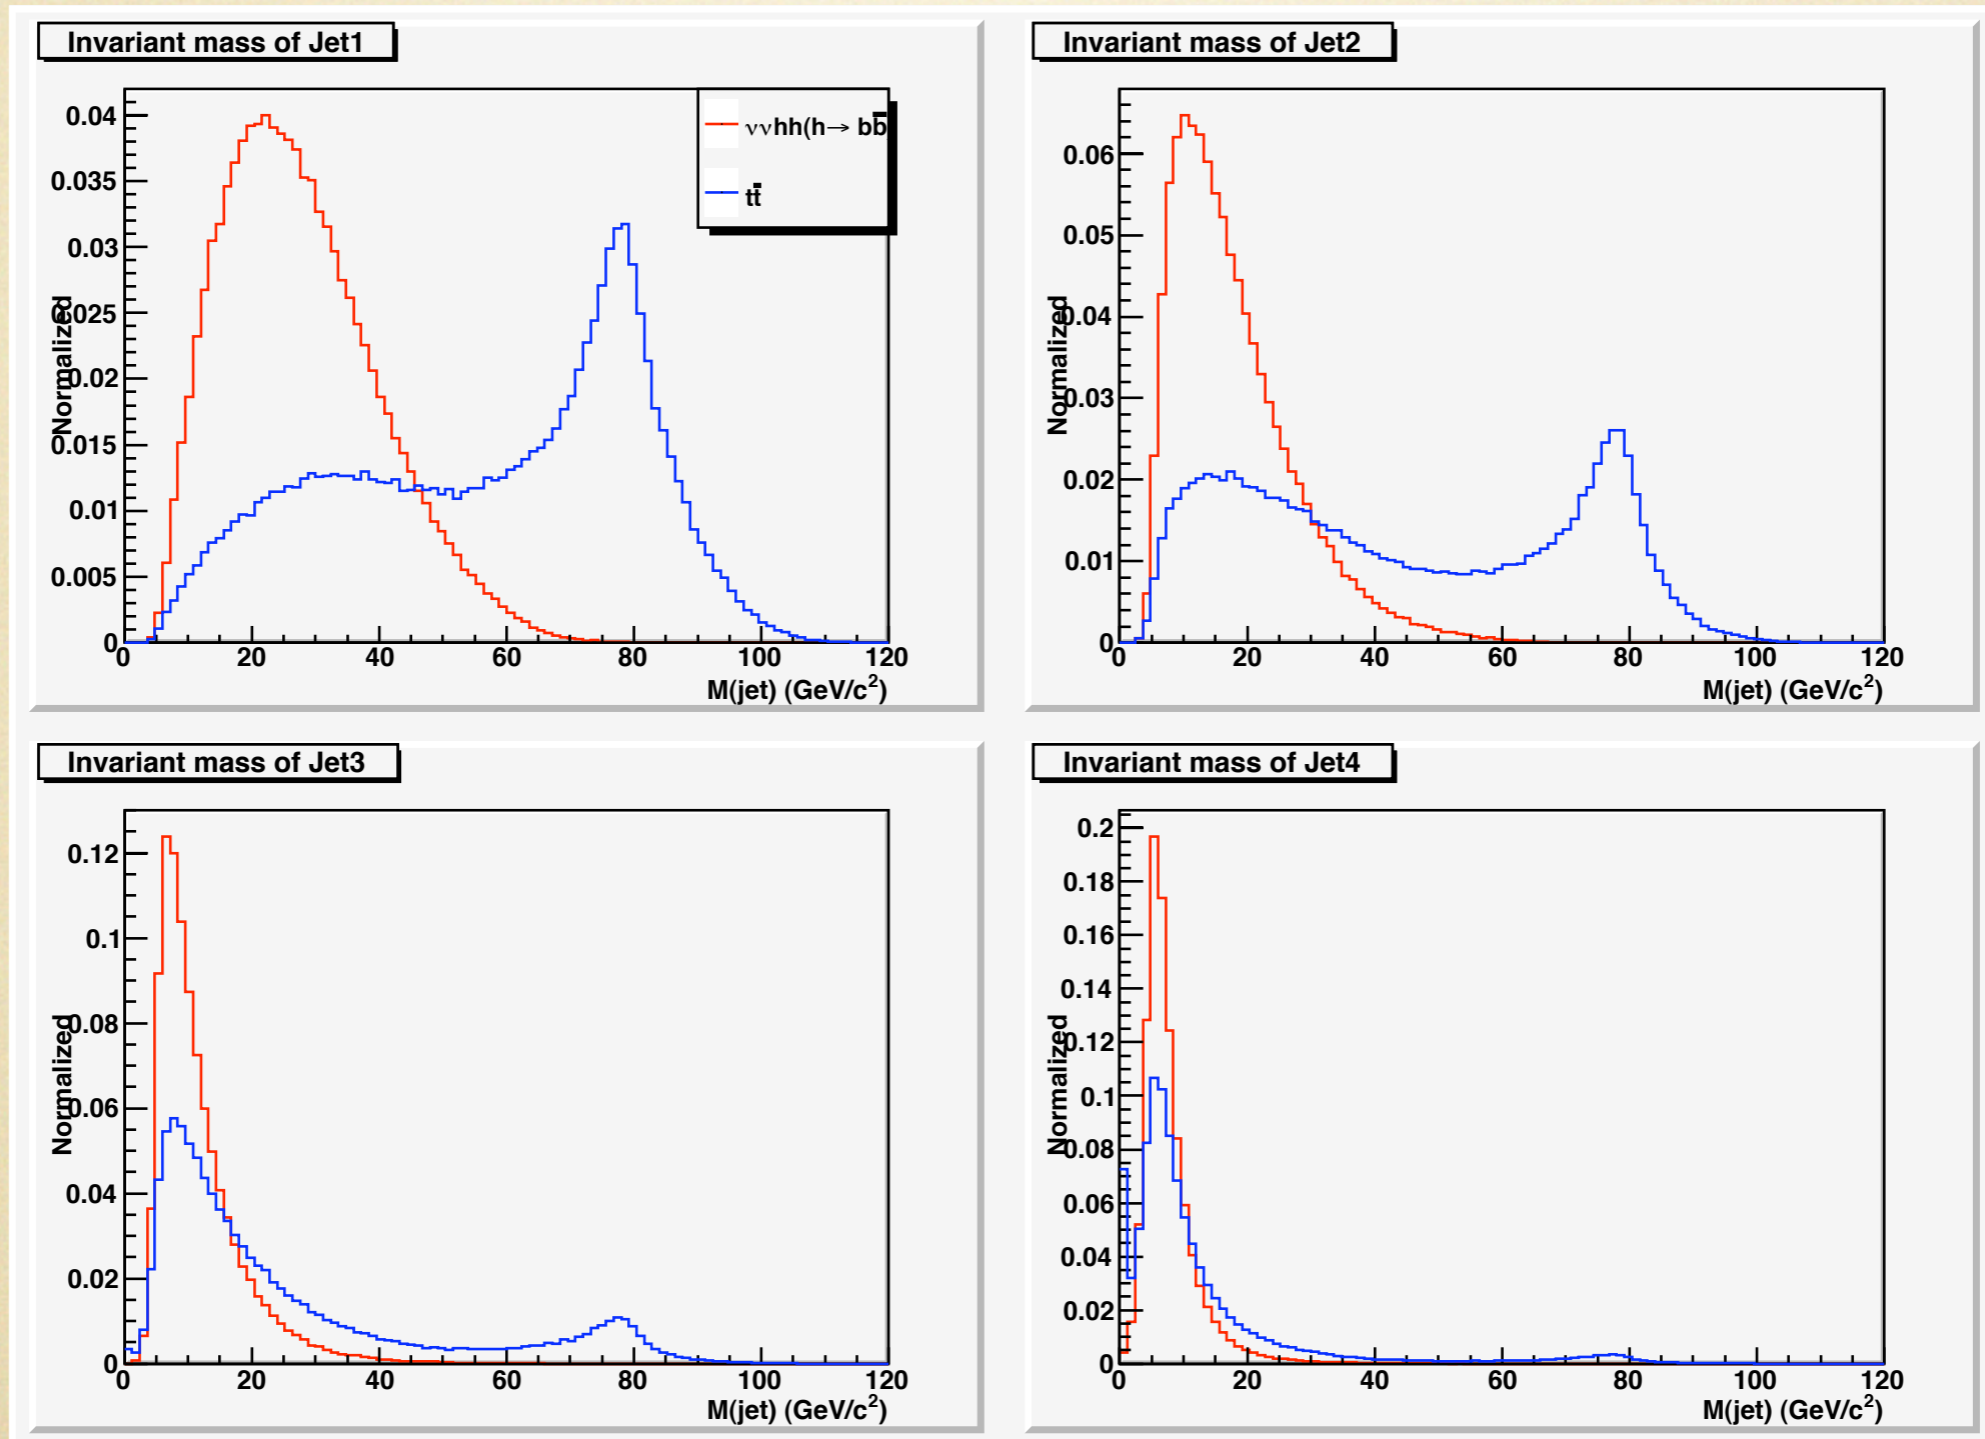 Invariant mass of Jet1
0.04
0.035
0.03
0.025
0.02
0.015
0.01
0.005
0
Normalized
ννhh(h→ bb̄
tt̄
0 20 40 60 80 100 120
M(jet) (GeV/c²)
Invariant mass of Jet2
0.06
0.05
0.04
0.03
0.02
0.01
0
Normalized
0 20 40 60 80 100 120
M(jet) (GeV/c²)
Invariant mass of Jet3
0.12
0.1
0.08
0.06
0.04
0.02
0
Normalized
0 20 40 60 80 100 120
M(jet) (GeV/c²)
Invariant mass of Jet4
0.2
0.18
0.16
0.14
0.12
0.1
0.08
0.06
0.04
0.02
0
Normalized
0 20 40 60 80 100 120
M(jet) (GeV/c²)